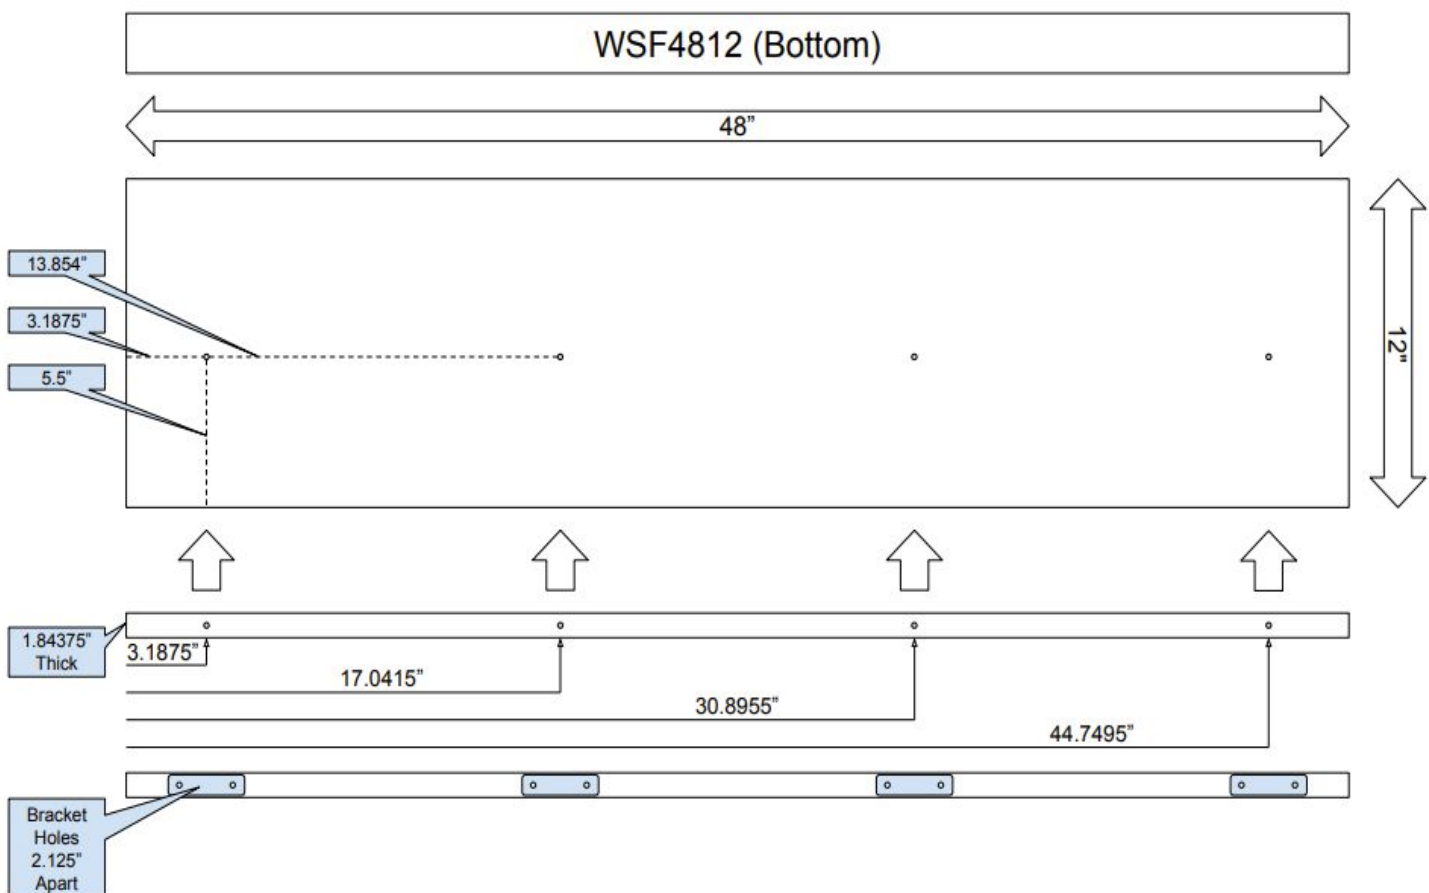 WSF4812 (Bottom)
48”
13.854”
3.1875”
5.5”
12"
1.84375”
Thick
3.1875”
17.0415”
30.8955”
44.7495”
Bracket
Holes
2.125”
Apart